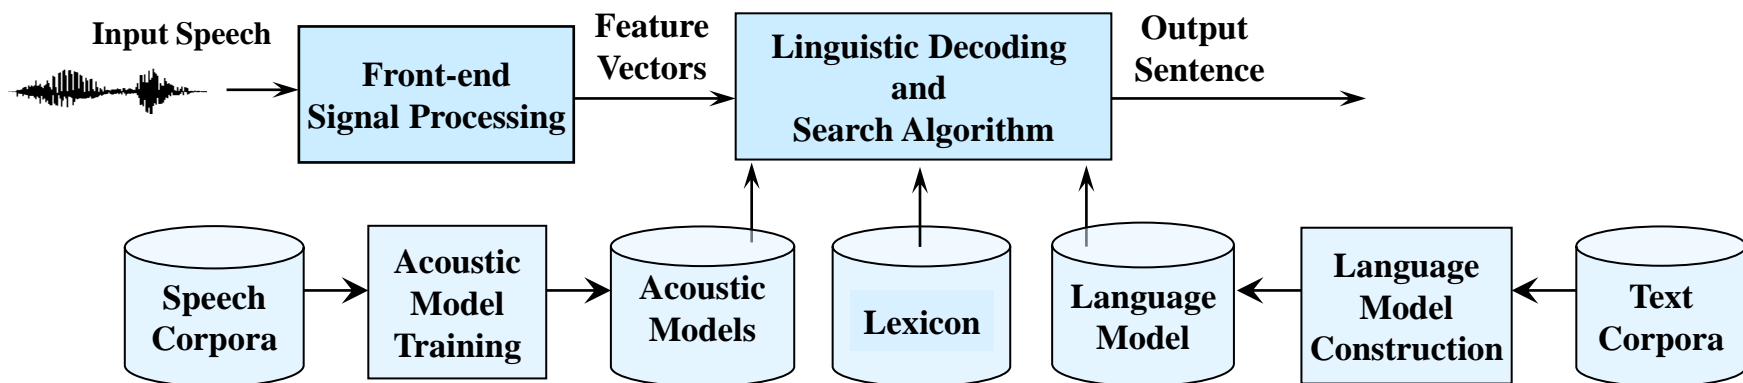 Input Speech
Front-end
Signal Processing
Feature
Vectors
Linguistic Decoding
and
Search Algorithm
Output
Sentence
Speech
Corpora
Acoustic
Model
Training
Acoustic
Models
Lexicon
Language
Model
Language
Model
Construction
Text
Corpora